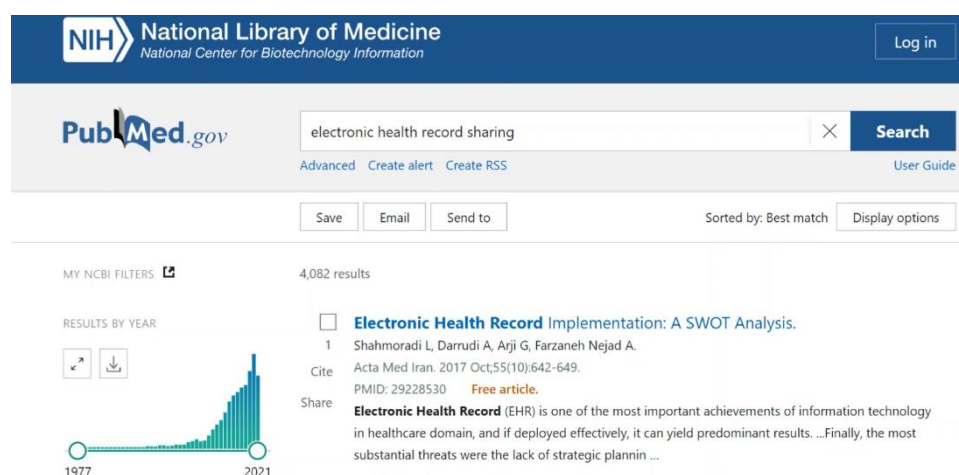 NIH National Library of Medicine
National Center for Biotechnology Information
Log in
PubMed.gov
electronic health record sharing
Search
Advanced Create alert Create RSS
User Guide
Save Email Send to
Sorted by: Best match Display options
MY NCBI FILTERS
4,082 results
RESULTS BY YEAR
1977 2021
Electronic Health Record Implementation: A SWOT Analysis.
1
Shahmoradi L, Darrudi A, Arji G, Farzaneh Nejad A.
Cite
Acta Med Iran. 2017 Oct;55(10):642-649.
PMID: 29228530 Free article.
Share
Electronic Health Record (EHR) is one of the most important achievements of information technology
in healthcare domain, and if deployed effectively, it can yield predominant results. ...Finally, the most
substantial threats were the lack of strategic plannin ...